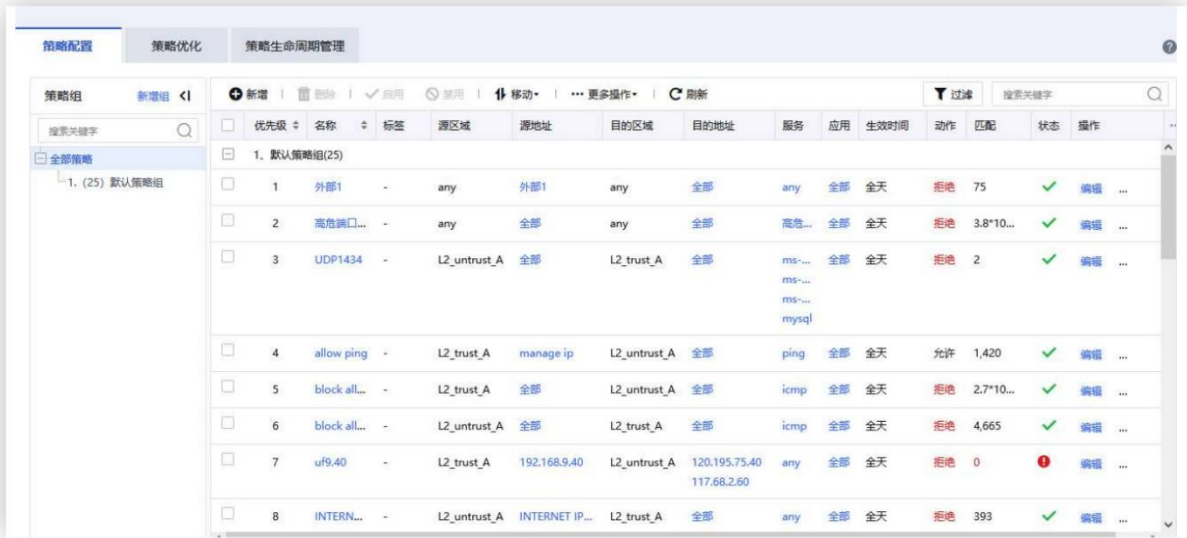 策略配置 策略优化 策略生命周期管理
策略组 新增组 新增 删除 启用 禁用 移动 ... 更多操作 刷新 过滤 搜索关键字
搜索关键字 优先级 名称 标签 源区域 源地址 目的区域 目的地址 服务 应用 生效时间 动作 匹配 状态 操作
全部策略 1、默认策略组(25)
1. (25) 默认策略组
1 外部1 - any 外部1 any 全部 any 全部 全天 拒绝 75 编辑 ...
2 高危端口... - any 全部 any 全部 高危... 全部 全天 拒绝 3.8*10... 编辑 ...
3 UDP1434 - L2_untrust_A 全部 L2_trust_A 全部 ms-... 全部 全天 拒绝 2 编辑 ...
ms-...
ms-...
mysql
4 allow ping - L2_trust_A manage ip L2_untrust_A 全部 ping 全部 全天 允许 1,420 编辑 ...
5 block all... - L2_trust_A 全部 L2_untrust_A 全部 icmp 全部 全天 拒绝 2.7*10... 编辑 ...
6 block all... - L2_untrust_A 全部 L2_trust_A 全部 icmp 全部 全天 拒绝 4,665 编辑 ...
7 uf9.40 - L2_trust_A 192.168.9.40 L2_untrust_A 120.195.75.40 any 全部 全天 拒绝 0 编辑 ...
117.68.2.60
8 INTERN... - L2_untrust_A INTERNET IP... L2_trust_A 全部 any 全部 全天 拒绝 393 编辑 ...